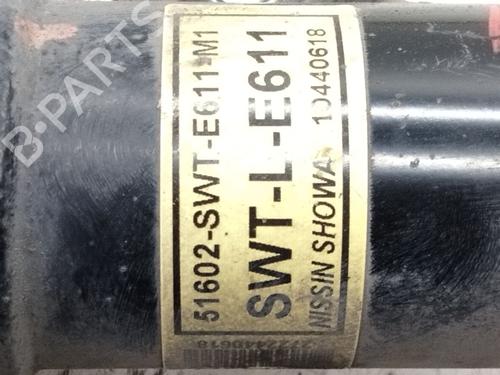 51602-SWT-E611-M1
SWT-L-E611
NISSIN SHOWA 10440618
B-PARTS